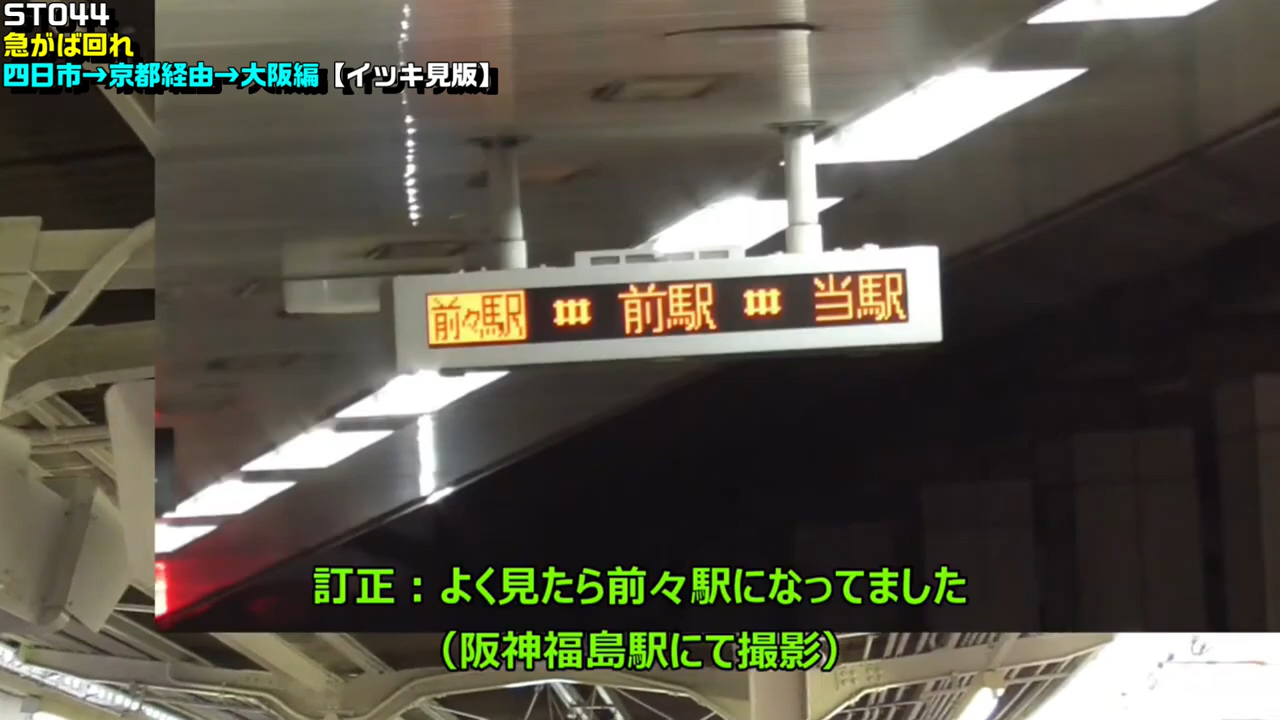 STO44
急がば回れ
四日市→京都経由→大阪編【イツキ見版】
前々駅 前駅 当駅
訂正：よく見たら前々駅になってました
（阪神福島駅にて撮影）